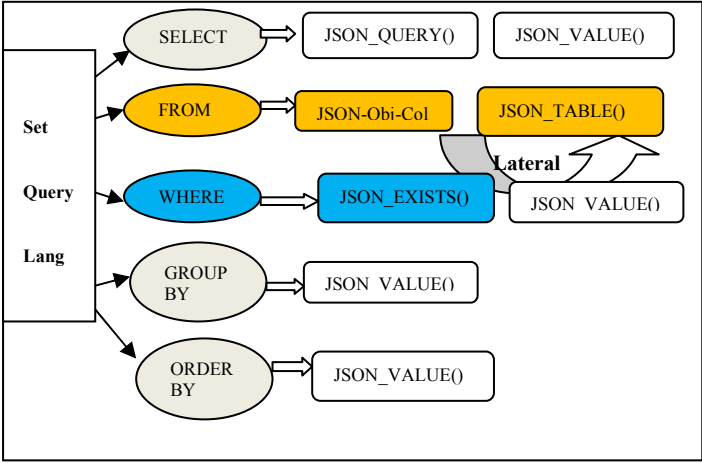 SELECT
JSON_QUERY()
JSON_VALUE()
Set
Query
Lang
FROM
JSON-Obi-Col
JSON_TABLE()
Lateral
WHERE
JSON_EXISTS()
JSON_VALUE()
GROUP
BY
JSON_VALUE()
ORDER
BY
JSON_VALUE()